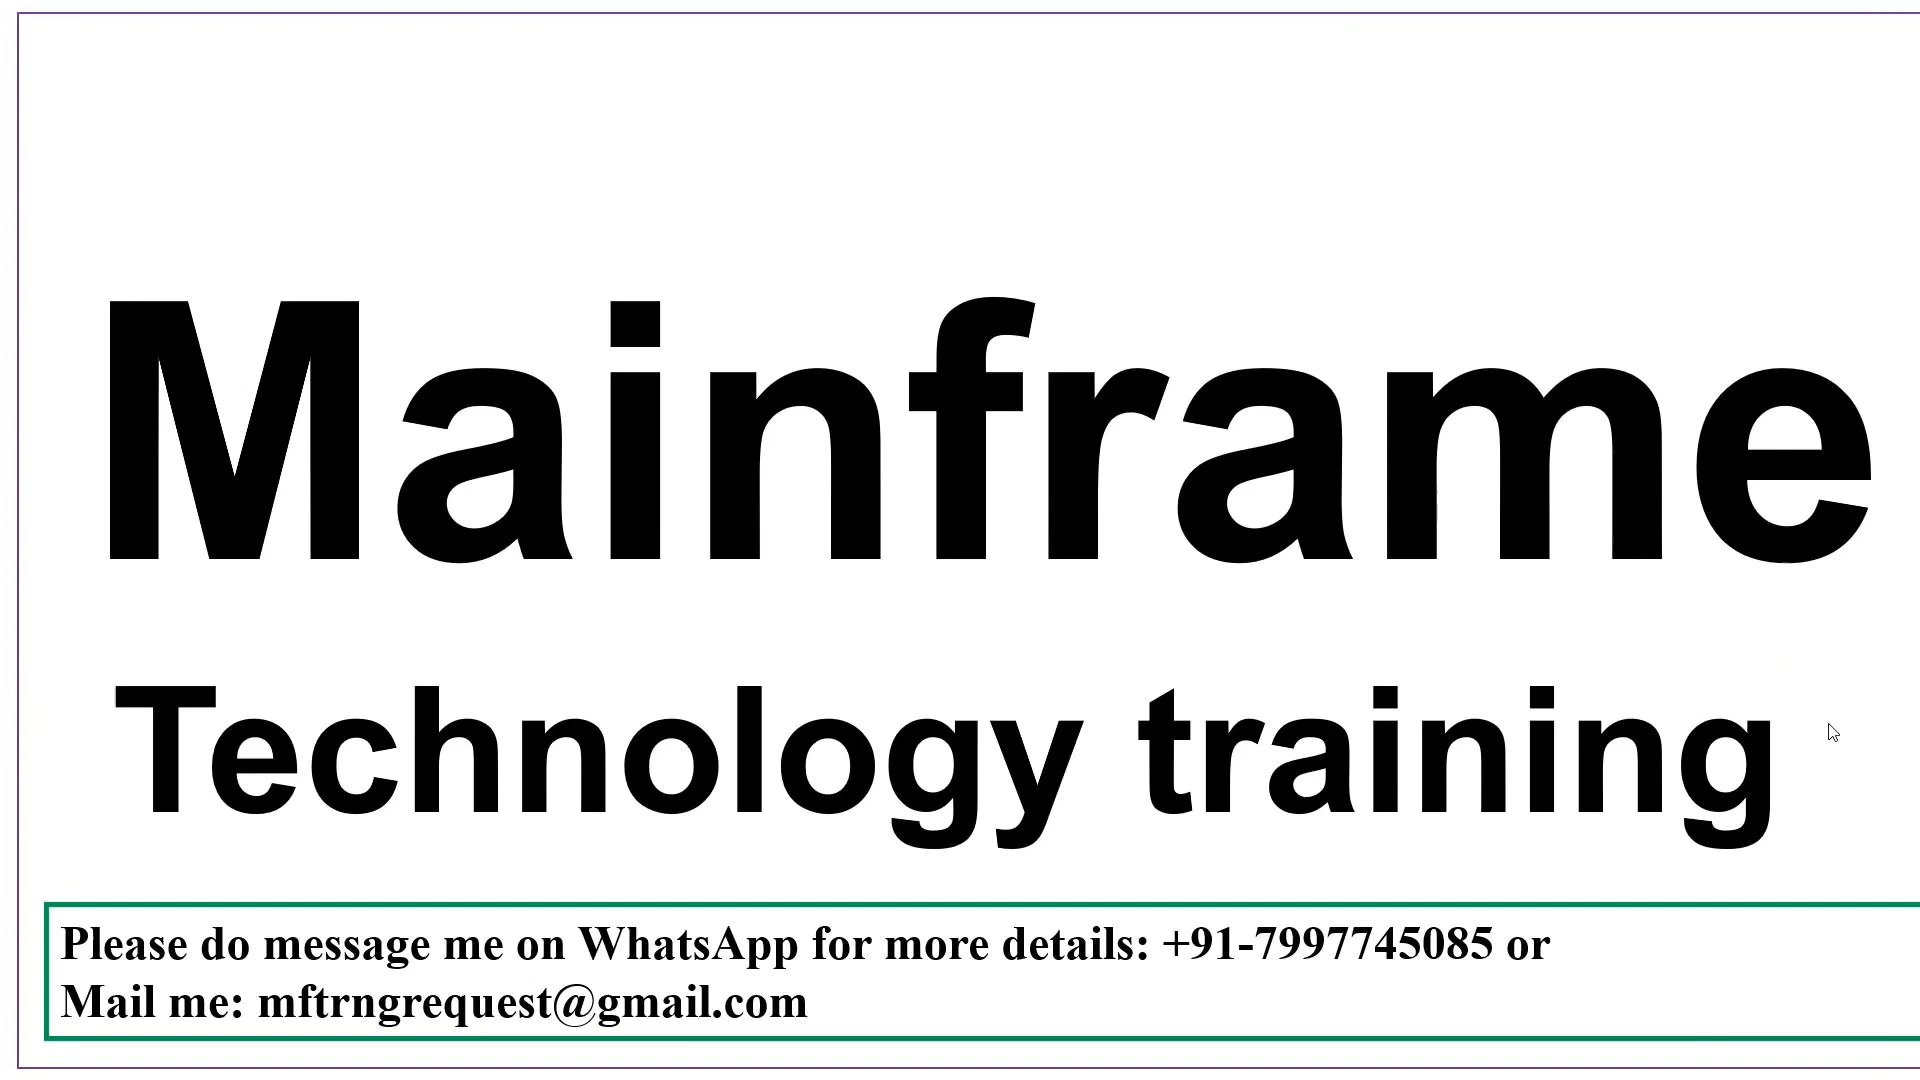 Mainframe
Technology training
Please do message me on WhatsApp for more details: +91-7997745085 or
Mail me: mftrngrequest@gmail.com